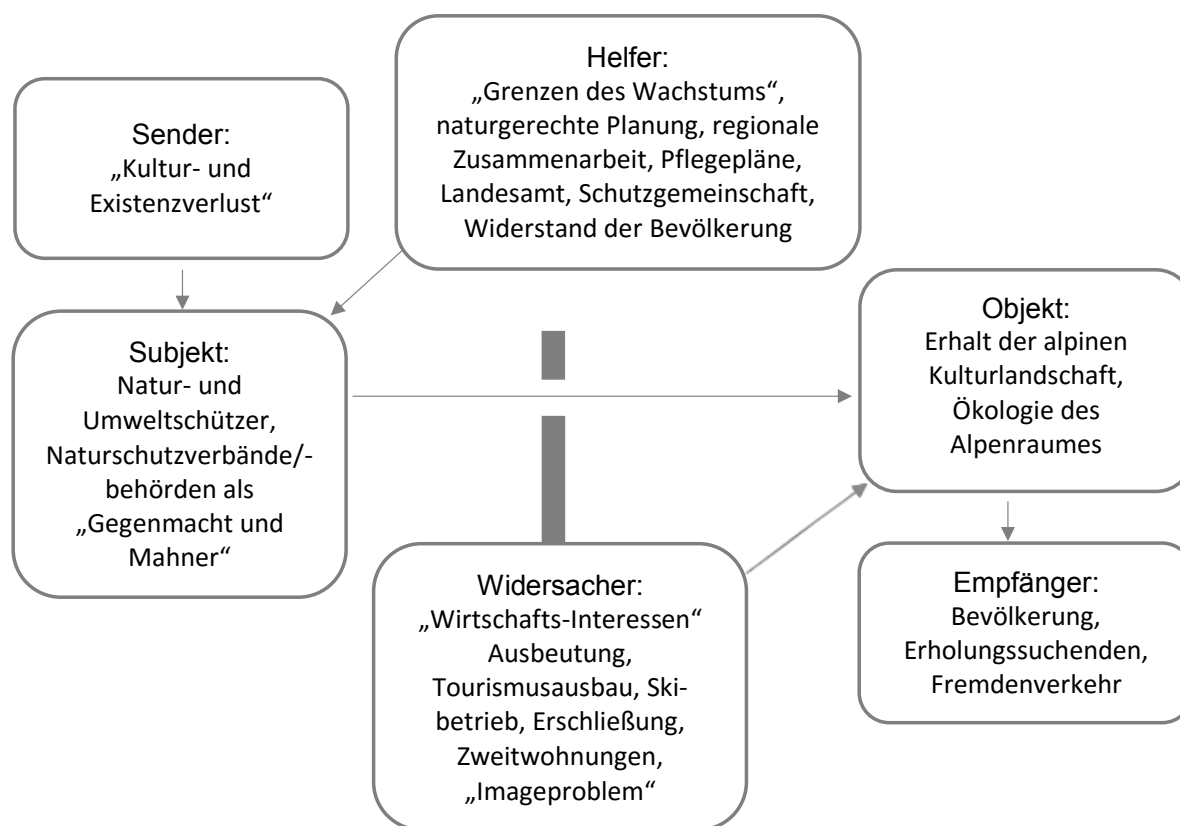 Sender:
„Kultur- und
Existenzverlust“
Helfer:
„Grenzen des Wachstums“,
naturgerechte Planung, regionale
Zusammenarbeit, Pflegepläne,
Landesamt, Schutzgemeinschaft,
Widerstand der Bevölkerung
Subjekt:
Natur- und
Umweltschützer,
Naturschutzverbände/-
behörden als
„Gegenmacht und
Mahner“
Objekt:
Erhalt der alpinen
Kulturlandschaft,
Ökologie des
Alpenraumes
Widersacher:
„Wirtschafts-Interessen“
Ausbeutung,
Tourismusausbau, Ski-
betrieb, Erschließung,
Zweitwohnungen,
„Imageproblem“
Empfänger:
Bevölkerung,
Erholungssuchenden,
Fremdenverkehr